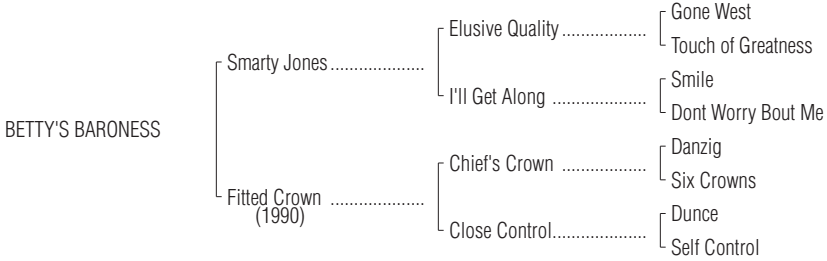 Gone West
Elusive Quality ...................
Touch of Greatness
Smarty Jones .....................
Smile
I'll Get Along .....................
Dont Worry Bout Me
BETTY'S BARONESS
Danzig
Chief's Crown ...................
Six Crowns
Fitted Crown .....................
(1990)
Dunce
Close Control.....................
Self Control